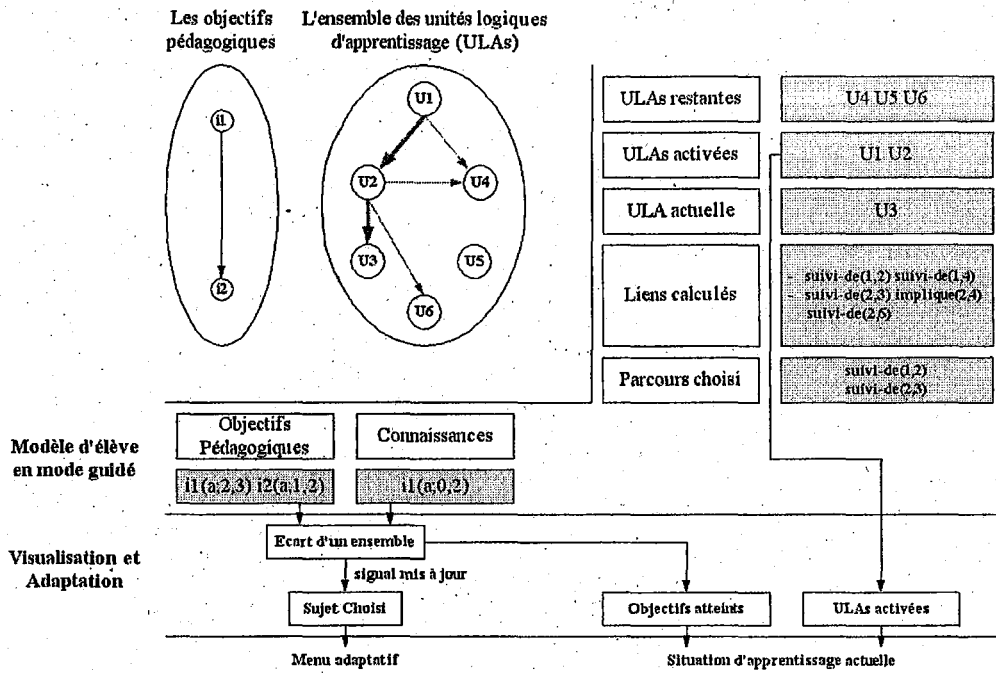 Les objectifs
pédagogiques
L'ensemble des unités logiques
d'apprentissage (ULAs)
i1
i2
U1
U2
U4
U3
U5
U6
ULAs restantes
U4 U5 U6
ULAs activées
U1 U2
ULA actuelle
U3
Liens calculés
- suivi-de(1,2) suivi-de(1,4)
- suivi-de(2,3) implique(2,4)
suivi-de(2,6)
Parcours choisi
suivi-de(1,2)
suivi-de(2,3)
Modèle d'élève
en mode guidé
Objectifs
Pédagogiques
Connaissances
i1(a,2,3) i2(a,1,2)
i1(a,0,2)
Visualisation et
Adaptation
Ecart d'un ensemble
signal mis à jour
Sujet Choisi
Objectifs atteints
ULAs activées
Menu adaptatif
Situation d'apprentissage actuelle